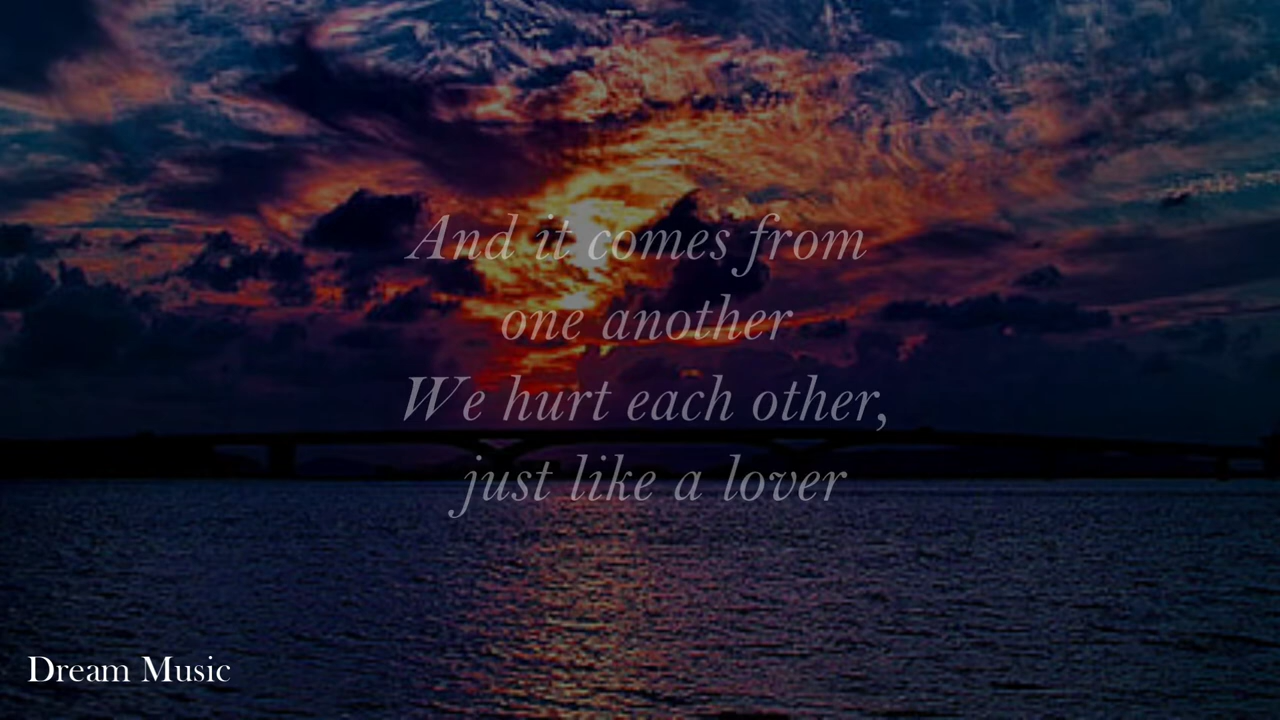 And it comes from
one another
We hurt each other,
just like a lover
Dream Music